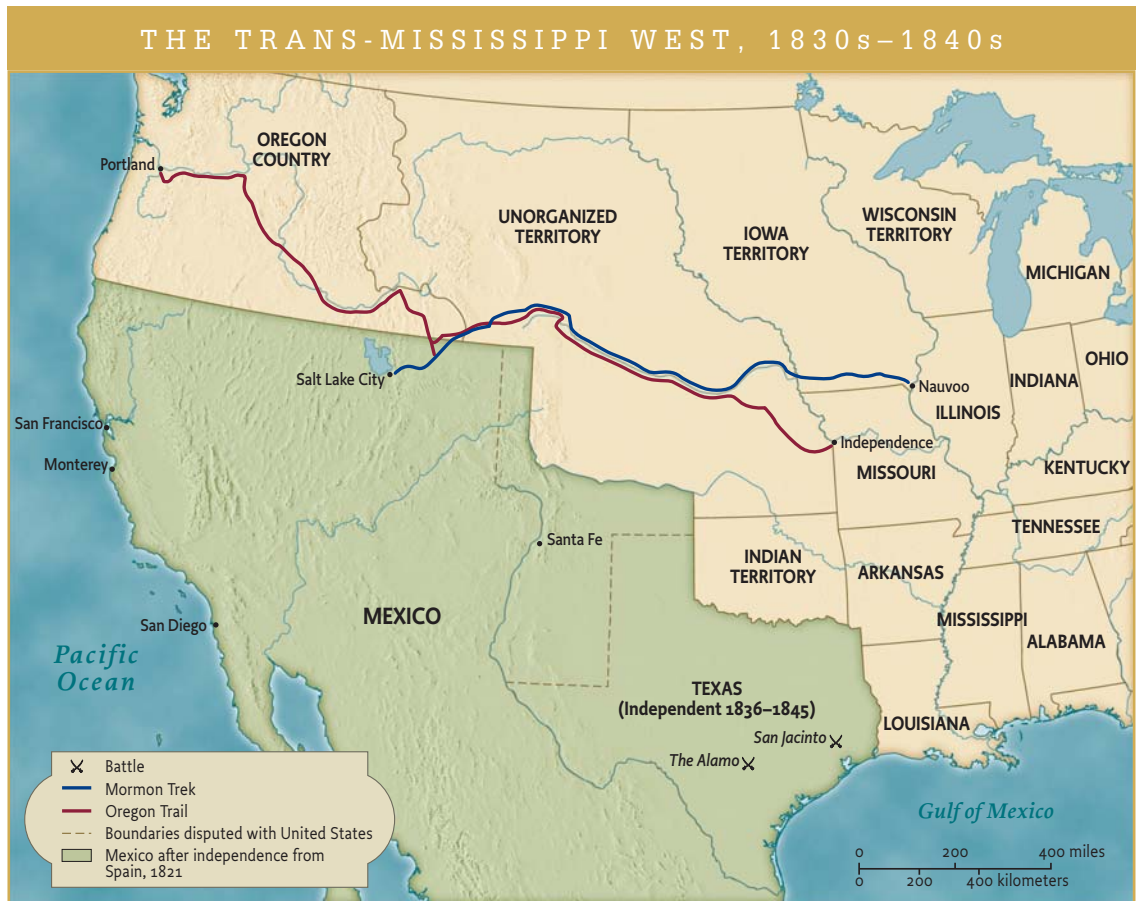 THE TRANS-MISSISSIPPI WEST, 1830s–1840s
OREGON
COUNTRY
Portland
UNORGANIZED
TERRITORY
IOWA
TERRITORY
WISCONSIN
TERRITORY
MICHIGAN
Salt Lake City
Nauvoo
ILLINOIS
INDIANA
OHIO
San Francisco
Monterey
Independence
MISSOURI
KENTUCKY
Santa Fe
TENNESSEE
INDIAN
TERRITORY
ARKANSAS
MEXICO
San Diego
MISSISSIPPI
ALABAMA
Pacific
Ocean
TEXAS
(Independent 1836–1845)
LOUISIANA
San Jacinto
The Alamo
Gulf of Mexico
Battle
Mormon Trek
Oregon Trail
Boundaries disputed with United States
Mexico after independence from
Spain, 1821
0 200 400 miles
0 200 400 kilometers